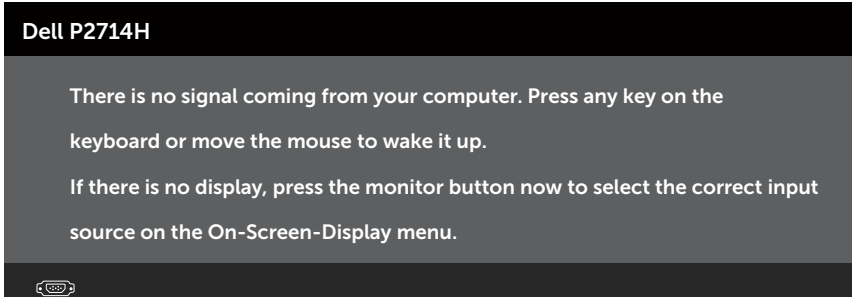 Dell P2714H
There is no signal coming from your computer. Press any key on the
keyboard or move the mouse to wake it up.
If there is no display, press the monitor button now to select the correct input
source on the On-Screen-Display menu.